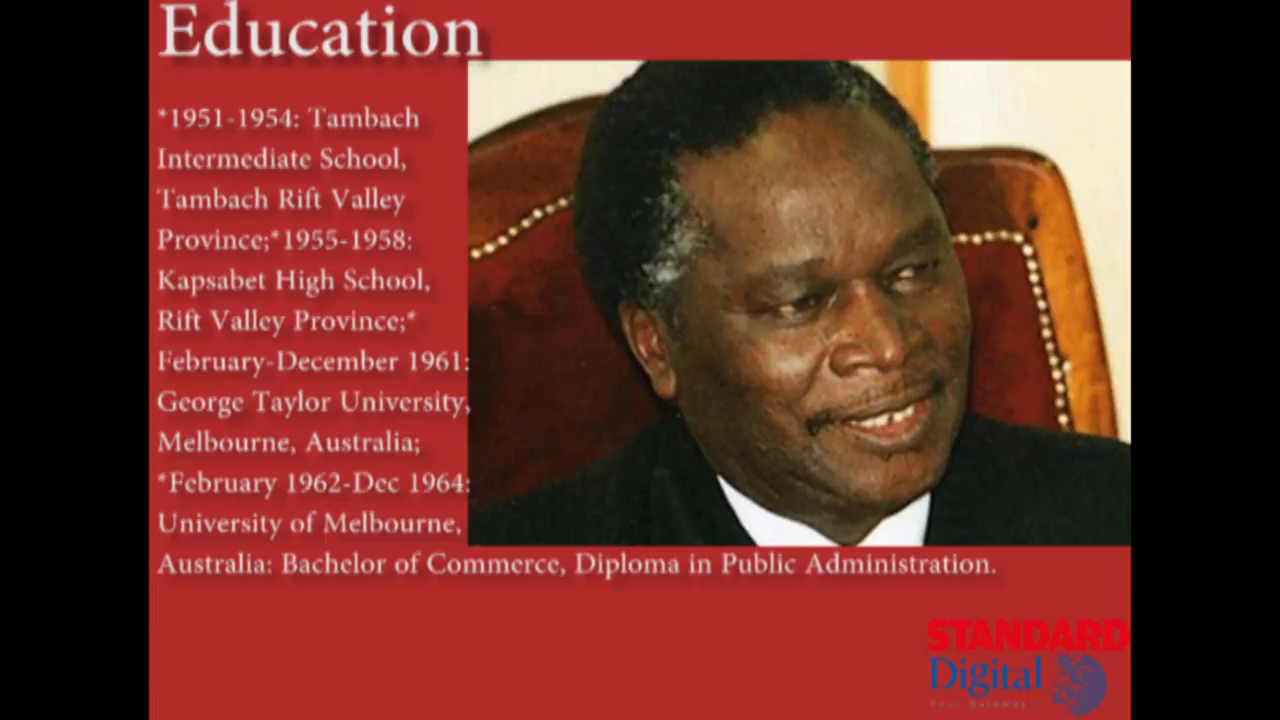 Education
*1951-1954: Tambach
Intermediate School,
Tambach Rift Valley
Province;*1955-1958:
Kapsabet High School,
Rift Valley Province;*
February-December 1961:
George Taylor University,
Melbourne, Australia;
*February 1962-Dec 1964:
University of Melbourne,
Australia: Bachelor of Commerce, Diploma in Public Administration.
STANDARD
Digital
Your Gateway